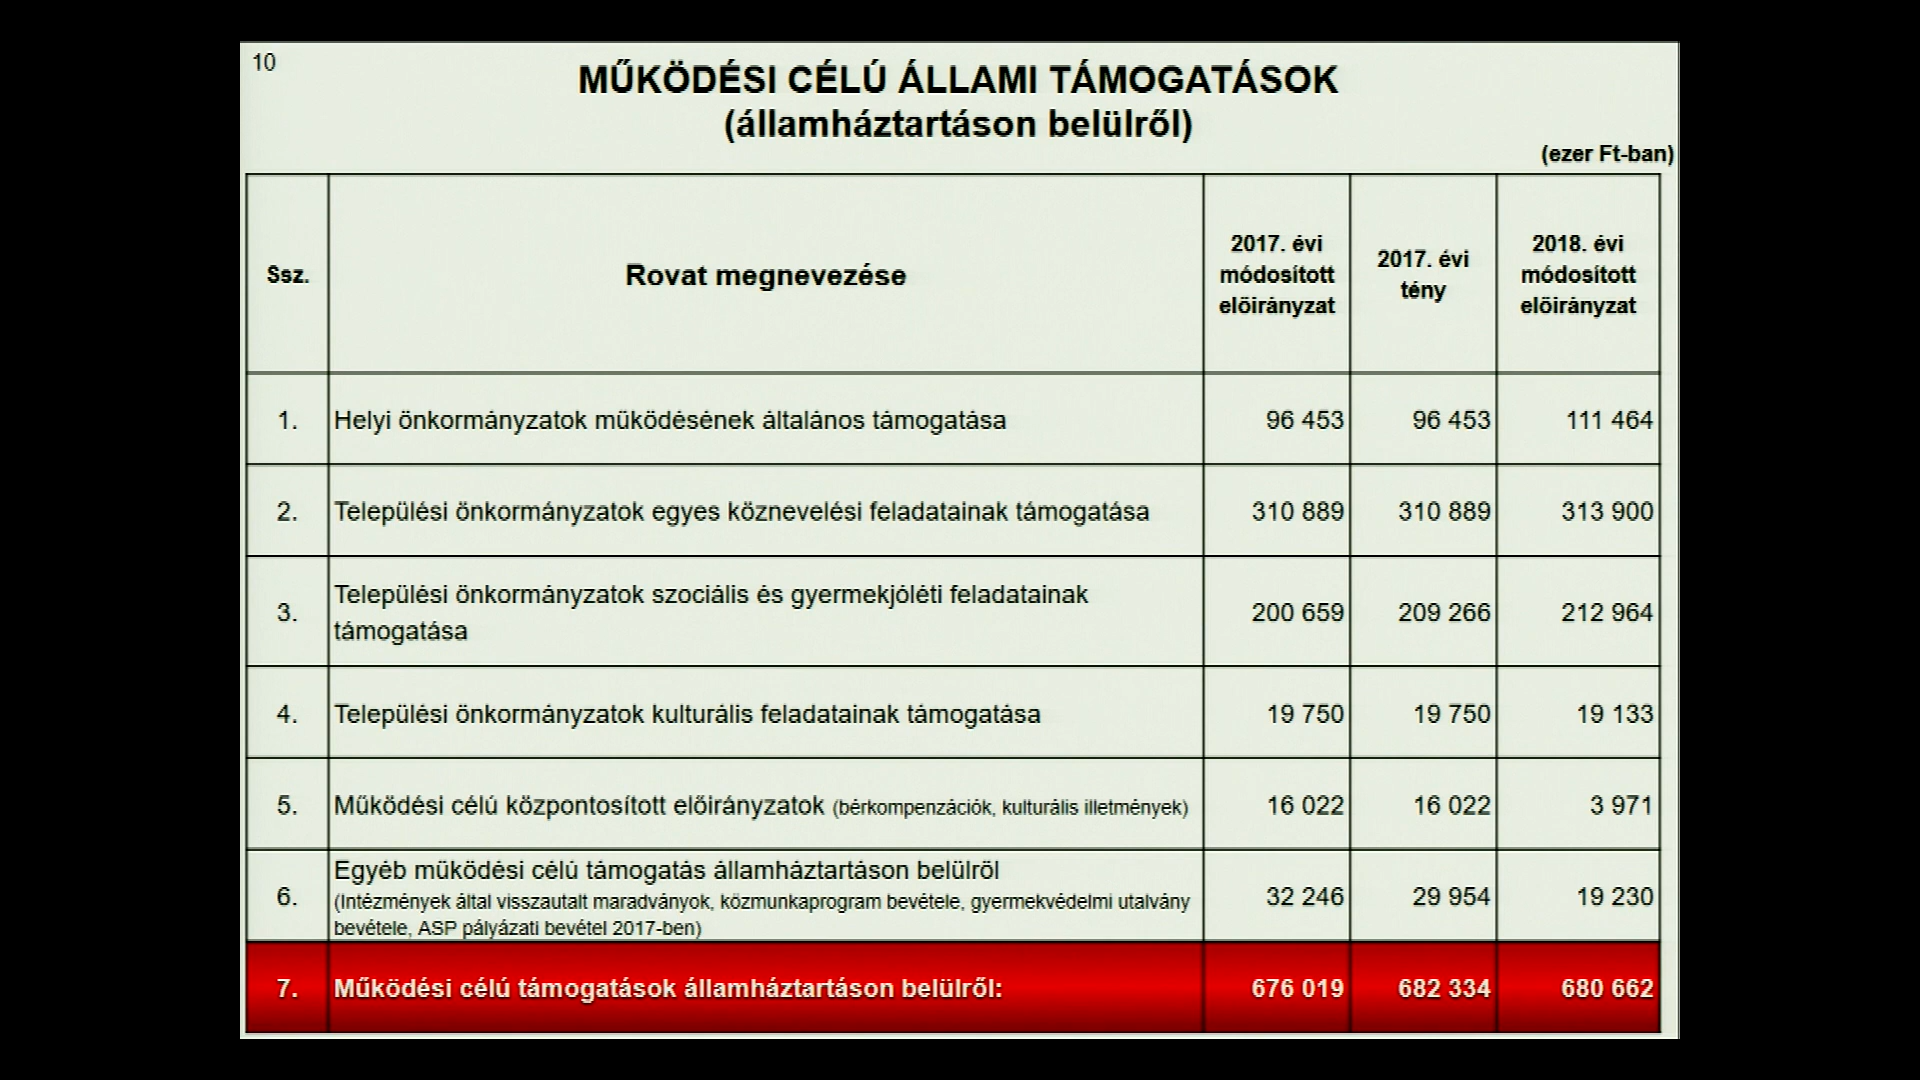 10
MŰKÖDÉSI CÉLÚ ÁLLAMI TÁMOGATÁSOK
(államháztartáson belülről)
(ezer Ft-ban)
Ssz.
Rovat megnevezése
2017. évi
módosított
előirányzat
2017. évi
tény
2018. évi
módosított
előirányzat
1. Helyi önkormányzatok működésének általános támogatása 96 453 96 453 111 464
2. Települési önkormányzatok egyes köznevelési feladatainak támogatása 310 889 310 889 313 900
3. Települési önkormányzatok szociális és gyermekjóléti feladatainak
támogatása 200 659 209 266 212 964
4. Települési önkormányzatok kulturális feladatainak támogatása 19 750 19 750 19 133
5. Működési célú központosított előirányzatok (bérkompenzációk, kulturális illetmények) 16 022 16 022 3 971
6. Egyéb működési célú támogatás államháztartáson belülről 32 246 29 954 19 230
(Intézmények által visszautalt maradványok, közmunkaprogram bevétele, gyermekvédelmi utalvány
bevétele, ASP pályázati bevétel 2017-ben)
7. Működési célú támogatások államháztartáson belülről: 676 019 682 334 680 662